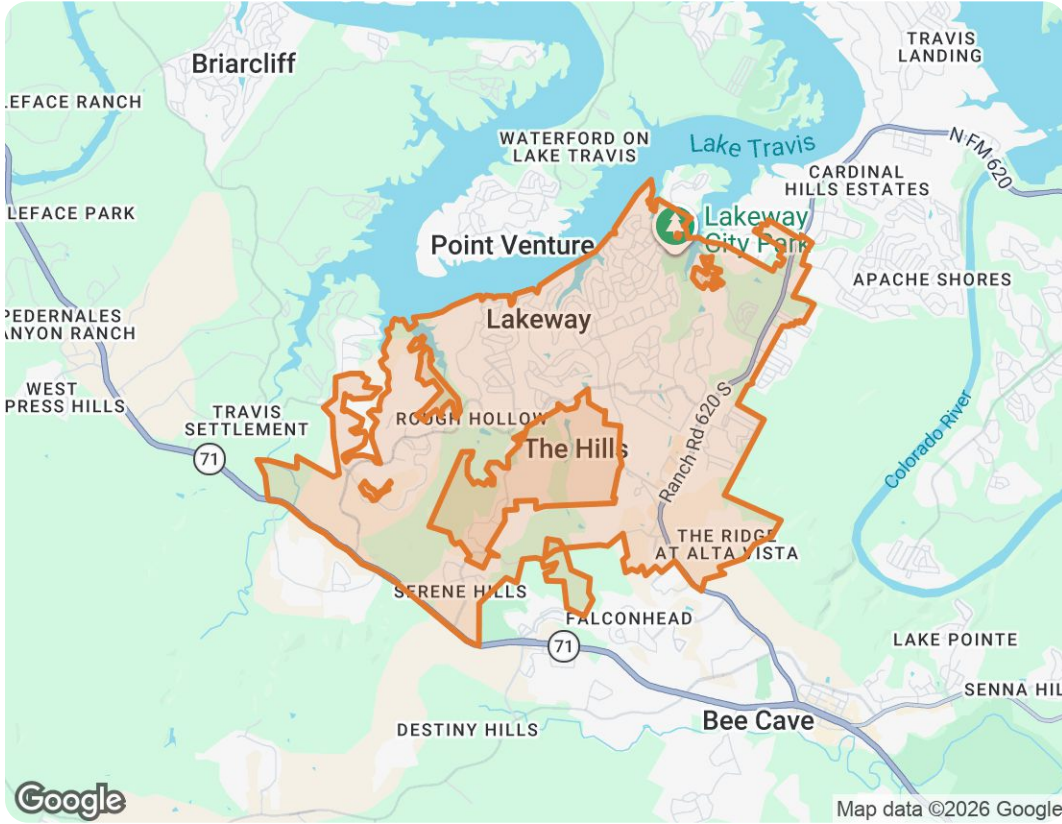 TRAVIS
LANDING
Briarcliff
LEFACE RANCH
WATERFORD ON
LAKE TRAVIS
Lake Travis
N FM 620
CARDINAL
HILLS ESTATES
LEFACE PARK
Lakeway
City Park
Point Venture
APACHE SHORES
PEDERNALES
ANYON RANCH
Lakeway
WEST
PRESS HILLS
TRAVIS
SETTLEMENT
ROUGH HOLLOW
Ranch Rd 620 S
The Hills
71
Colorado River
THE RIDGE
AT ALTA VISTA
SERENE HILLS
FALCONHEAD
71
LAKE POINTE
SENNA HIL
DESTINY HILLS
Bee Cave
Google
Map data ©2026 Google